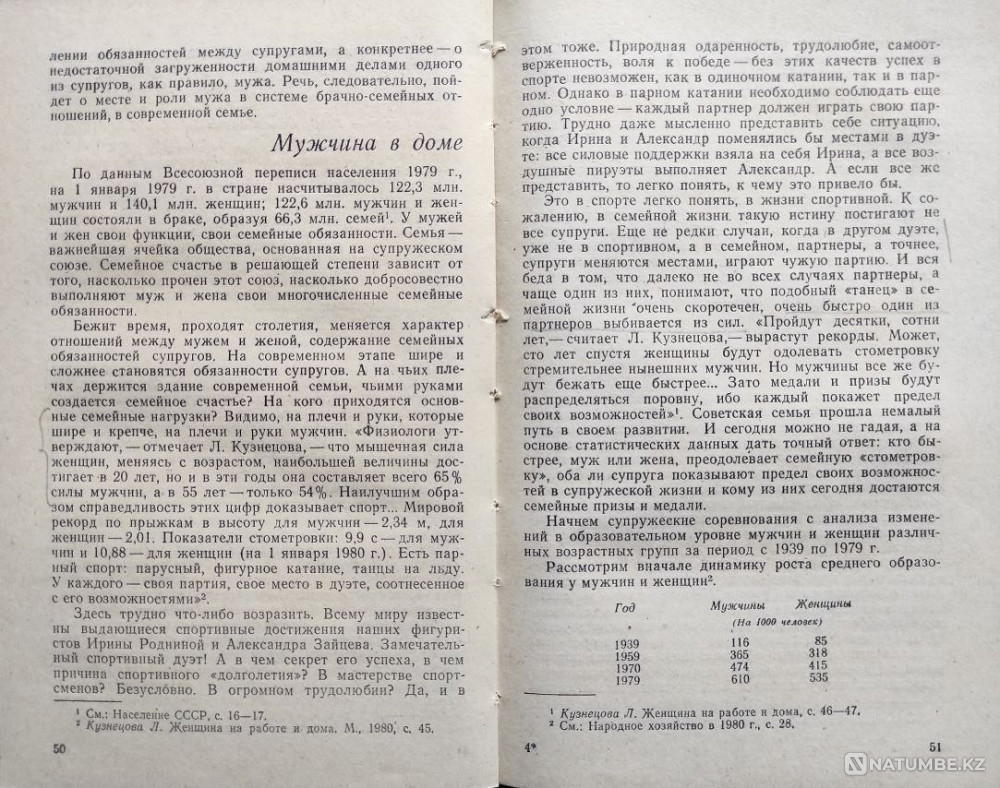 лении обязанностей между супругами, а конкретнее — о
недостаточной загруженности домашними делами одного
из супругов, как правило, мужа. Речь, следовательно, пой-
дет о месте и роли мужа в системе брачно-семейных от-
ношений, в современной семье.
Мужчина в доме
По данным Всесоюзной переписи населения 1979 г.,
на 1 января 1979 г. в стране насчитывалось 122,3 млн.
мужчин и 140,1 млн. женщин; 122,6 млн. мужчин и жен-
щин состояли в браке, образуя 66,3 млн. семей¹. У мужей
и жен свои функции, свои семейные обязанности. Семья —
важнейшая ячейка общества, основанная на супружеском
союзе. Семейное счастье в решающей степени зависит от
того, насколько прочен этот союз, насколько добросовестно
выполняют муж и жена свои многочисленные семейные
обязанности.
Бежит время, проходят столетия, меняется характер
отношений между мужем и женой, содержание семейных
обязанностей супругов. На современном этапе шире и
сложнее становятся обязанности супругов. А на чьих пле-
чах держится здание современной семьи, чьими руками
создается семейное счастье? На кого приходятся основ-
ные семейные нагрузки? Видимо, на плечи и руки, которые
шире и крепче, на плечи и руки мужчин. «Физиологи ут-
верждают, — отмечает Л. Кузнецова, — что мышечная сила
женщин, меняясь с возрастом, наибольшей величины дос-
тигает в 20 лет, но и в эти годы она составляет всего 65%
силы мужчин, а в 55 лет — только 54%. Наилучшим обра-
зом справедливость этих цифр доказывает спорт... Мировой
рекорд по прыжкам в высоту для мужчин — 2,34 м, для
женщин — 2,01. Показатели стометровки: 9,9 с — для муж-
чин и 10,88 — для женщин (на 1 января 1980 г.). Есть пар-
ный спорт: парусный, фигурное катание, танцы на льду.
У каждого — своя партия, свое место в дуэте, соотнесенное
с его возможностями»².
Здесь трудно что-либо возразить. Всему миру извест-
ны выдающиеся спортивные достижения наших фигури-
стов Ирины Родниной и Александра Зайцева. Замечатель-
ный спортивный дуэт! А в чем секрет его успеха, в чем
причина спортивного «долголетия»? В мастерстве спорт-
сменов? Безусловно. В огромном трудолюбии? Да, и в
¹ См.: Население СССР, с. 16—17.
² Кузнецова Л. Женщина на работе и дома. М., 1980, с. 45.
50
этом тоже. Природная одаренность, трудолюбие, самоот-
верженность, воля к победе — без этих качеств успех в
спорте невозможен, как в одиночном катании, так и в пар-
ном. Однако в парном катании необходимо соблюдать еще
одно условие — каждый партнер должен играть свою пар-
тию. Трудно даже мысленно представить себе ситуацию,
когда Ирина и Александр поменялись бы местами в дуэ-
те: все силовые поддержки взяла на себя Ирина, а все воз-
душные пируэты выполняет Александр. А если все же
представить, то легко понять, к чему это привело бы.
Это в спорте легко понять, в жизни спортивной. К со-
жалению, в семейной жизни такую истину постигают не
все супруги. Еще не редки случаи, когда в другом дуэте,
уже не в спортивном, а в семейном, партнеры, а точнее,
супруги меняются местами, играют чужую партию. И вся
беда в том, что далеко не во всех случаях партнеры, а
чаще один из них, понимают, что подобный «танец» в се-
мейной жизни очень скоротечен, очень быстро один из
партнеров выбивается из сил. «Пройдут десятки, сотни
лет,— считает Л. Кузнецова,— вырастут рекорды. Может,
сто лет спустя женщины будут одолевать стометровку
стремительнее нынешних мужчин. Но мужчины все же бу-
дут бежать еще быстрее... Зато медали и призы будут
распределяться поровну, ибо каждый покажет предел
своих возможностей»¹. Советская семья прошла немалый
путь в своем развитии. И сегодня можно не гадая, а на
основе статистических данных дать точный ответ: кто бы-
стрее, муж или жена, преодолевает семейную «стометров-
ку», оба ли супруга показывают предел своих возможнос-
тей в супружеской жизни и кому из них сегодня достаются
семейные призы и медали.
Начнем супружеские соревнования с анализа измене-
ний в образовательном уровне мужчин и женщин различ-
ных возрастных групп за период с 1939 по 1979 г.
Рассмотрим вначале динамику роста среднего образо-
вания у мужчин и женщин².
Год Мужчины Женщины
(На 1000 человек)
1939 116 85
1959 365 318
1970 474 415
1979 610 535
¹ Кузнецова Л. Женщина на работе и дома, с. 46—47.
² См.: Народное хозяйство в 1980 г., с. 28.
4* 51
NATUMBE.KZ